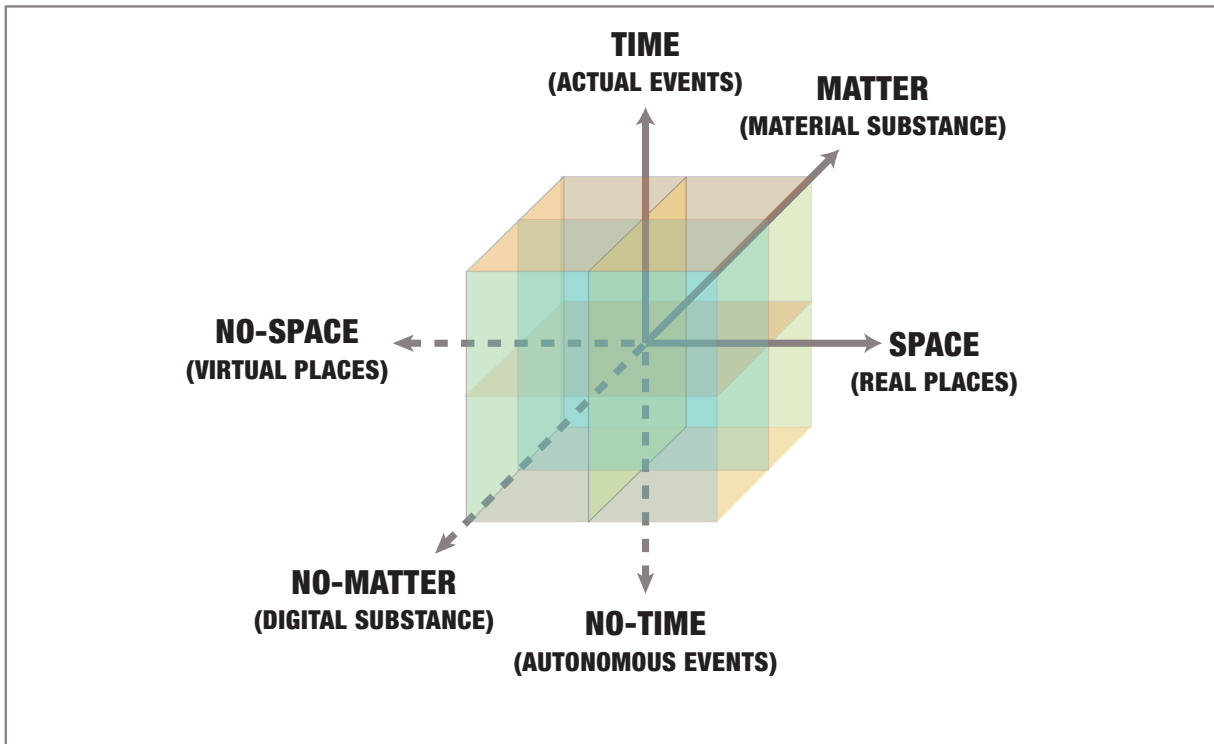 TIME
(ACTUAL EVENTS)
MATTER
(MATERIAL SUBSTANCE)
NO-SPACE
(VIRTUAL PLACES)
SPACE
(REAL PLACES)
NO-MATTER
(DIGITAL SUBSTANCE)
NO-TIME
(AUTONOMOUS EVENTS)